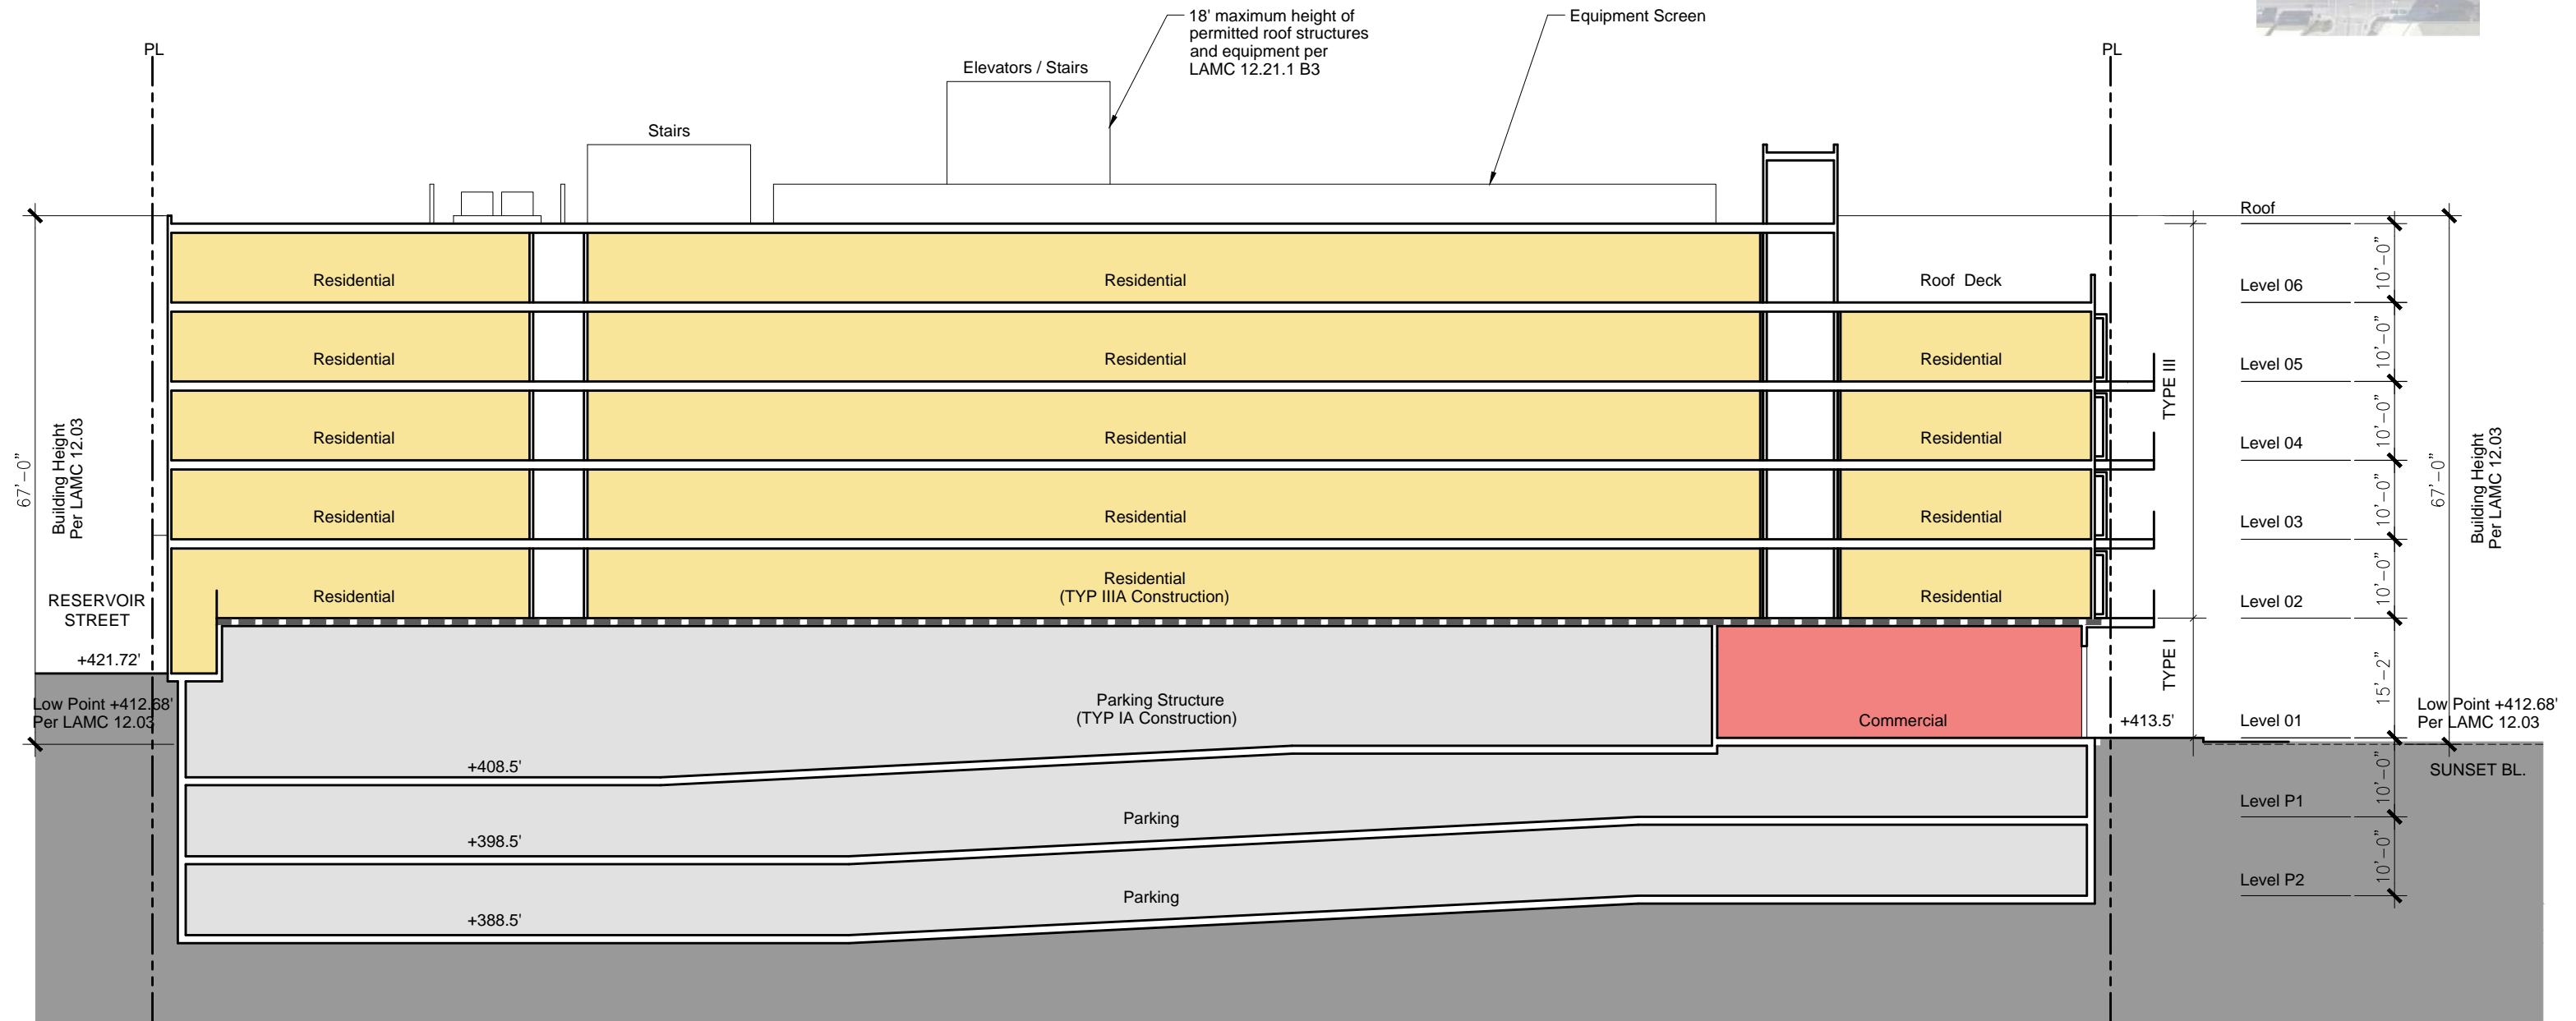 18' maximum height of
permitted roof structures
and equipment per
LAMC 12.21.1 B3
Equipment Screen
PL
PL
Elevators / Stairs
Stairs
Roof
10'-0"
Residential
Residential
Roof Deck
Level 06
10'-0"
Residential
Residential
Residential
Level 05
TYPE III
10'-0"
Residential
Residential
Residential
Level 04
67'-0"
Building Height
Per LAMC 12.03
67'-0"
Building Height
Per LAMC 12.03
10'-0"
Residential
Residential
Residential
Level 03
10'-0"
RESERVOIR
STREET
Residential
Residential
(TYP IIIA Construction)
Residential
Level 02
+421.72'
TYPE I
15'-2"
Low Point +412.68'
Per LAMC 12.03
Parking Structure
(TYP IA Construction)
Commercial
+413.5'
Level 01
Low Point +412.68'
Per LAMC 12.03
+408.5'
10'-0"
SUNSET BL.
Parking
Level P1
+398.5'
10'-0"
Parking
Level P2
+388.5'